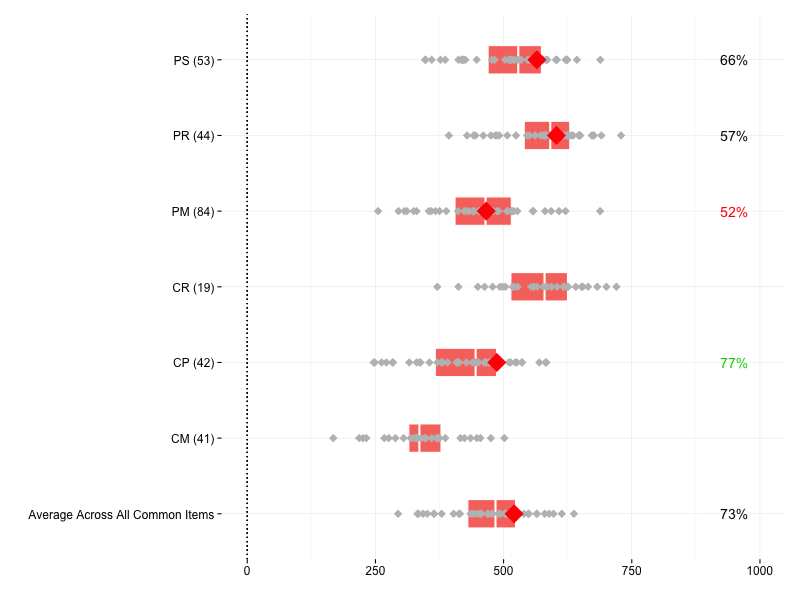 PS (53) 66%
PR (44) 57%
PM (84) 52%
CR (19)
CP (42) 77%
CM (41)
Average Across All Common Items 73%
0 250 500 750 1000